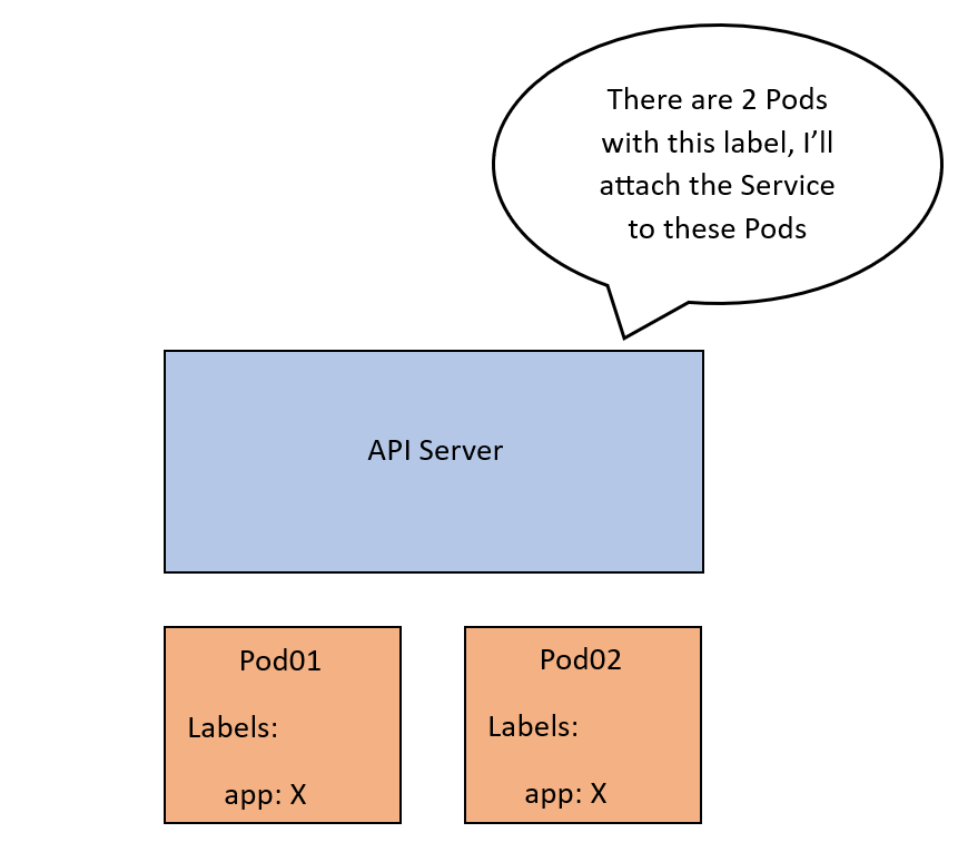 There are 2 Pods
with this label, I’ll
attach the Service
to these Pods
API Server
Pod01
Labels:
app: X
Pod02
Labels:
app: X